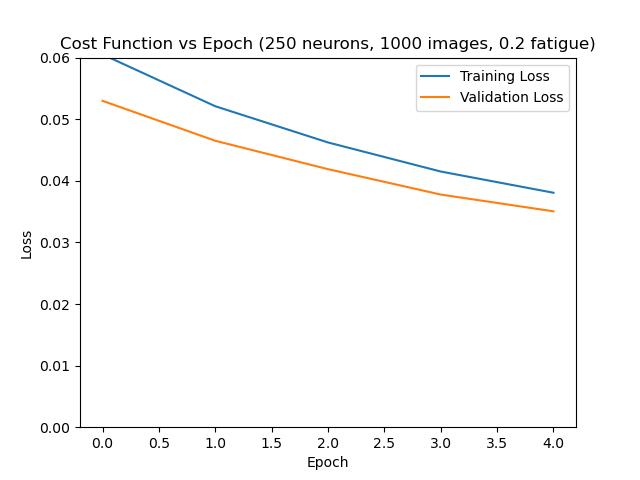 Cost Function vs Epoch (250 neurons, 1000 images, 0.2 fatigue)
Training Loss
Validation Loss
0.06
0.05
0.04
0.03
0.02
0.01
0.00
Loss
0.0 0.5 1.0 1.5 2.0 2.5 3.0 3.5 4.0
Epoch